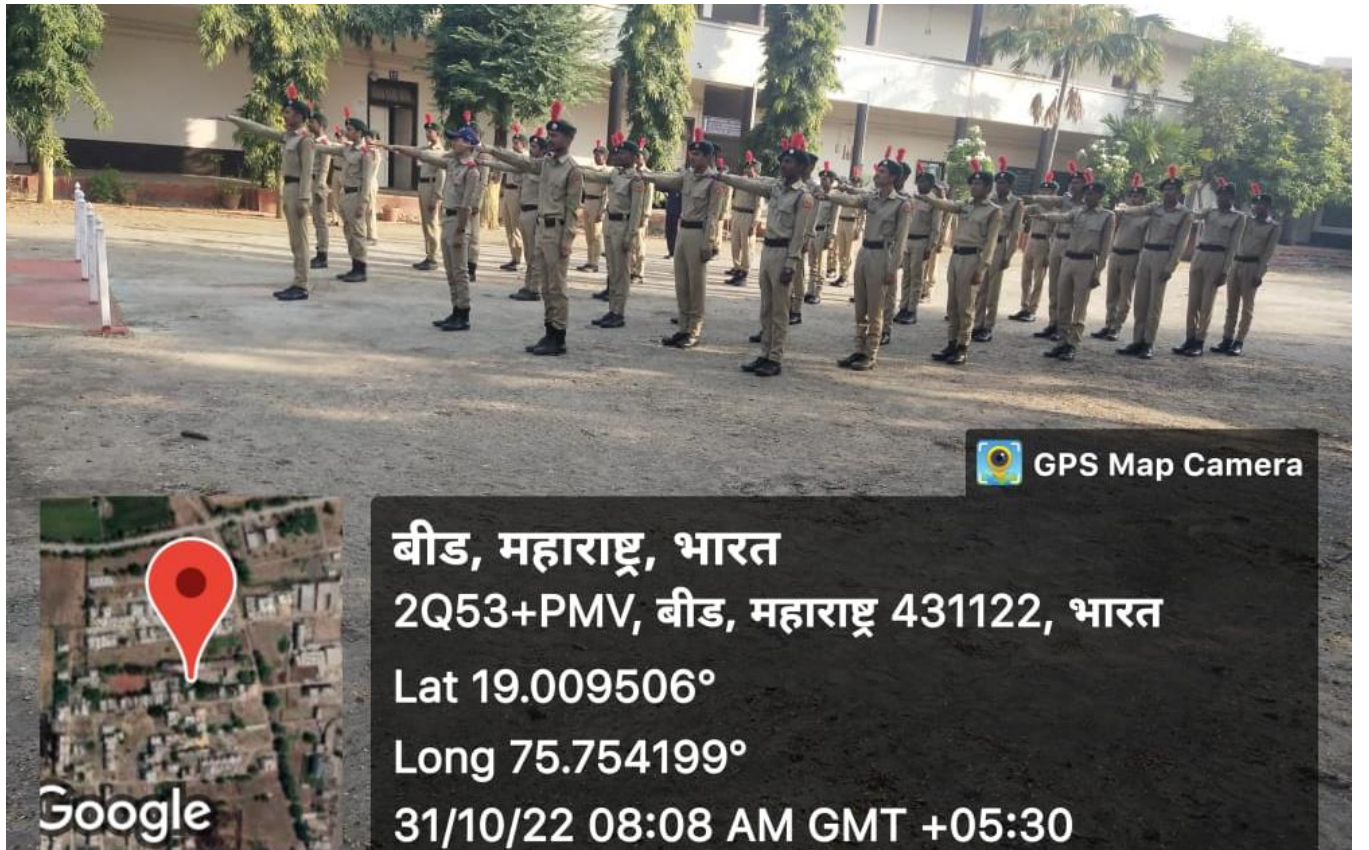 GPS Map Camera
बीड, महाराष्ट्र, भारत
2Q53+PMV, बीड, महाराष्ट्र 431122, भारत
Lat 19.009506°
Long 75.754199°
31/10/22 08:08 AM GMT +05:30
Google